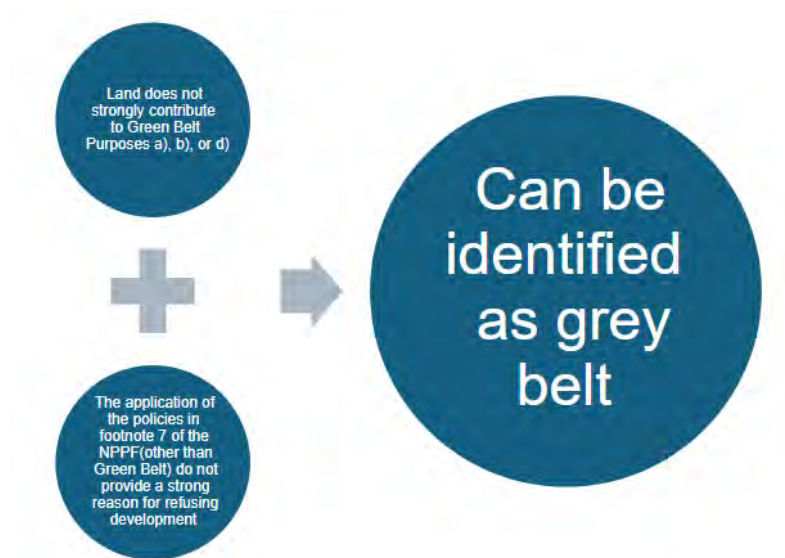 Land does not
strongly contribute
to Green Belt
Purposes a), b), or d)
The application of
the policies in
footnote 7 of the
NPPF(other than
Green Belt) do not
provide a strong
reason for refusing
development
Can be
identified
as grey
belt